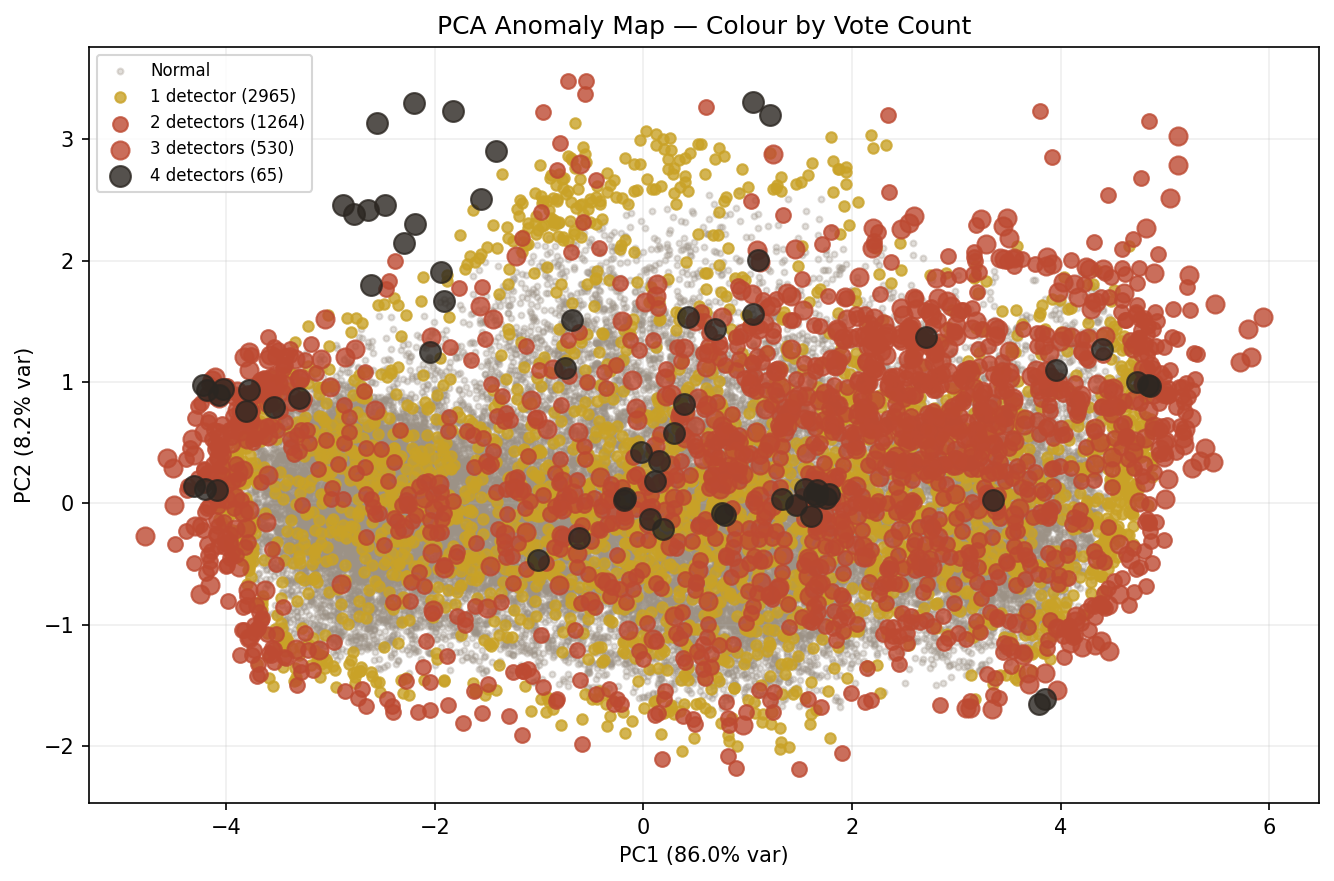 PCA Anomaly Map — Colour by Vote Count
Normal
1 detector (2965)
2 detectors (1264)
3 detectors (530)
4 detectors (65)
PC2 (8.2% var)
3
2
1
0
−1
−2
−4
−2
0
2
4
6
PC1 (86.0% var)